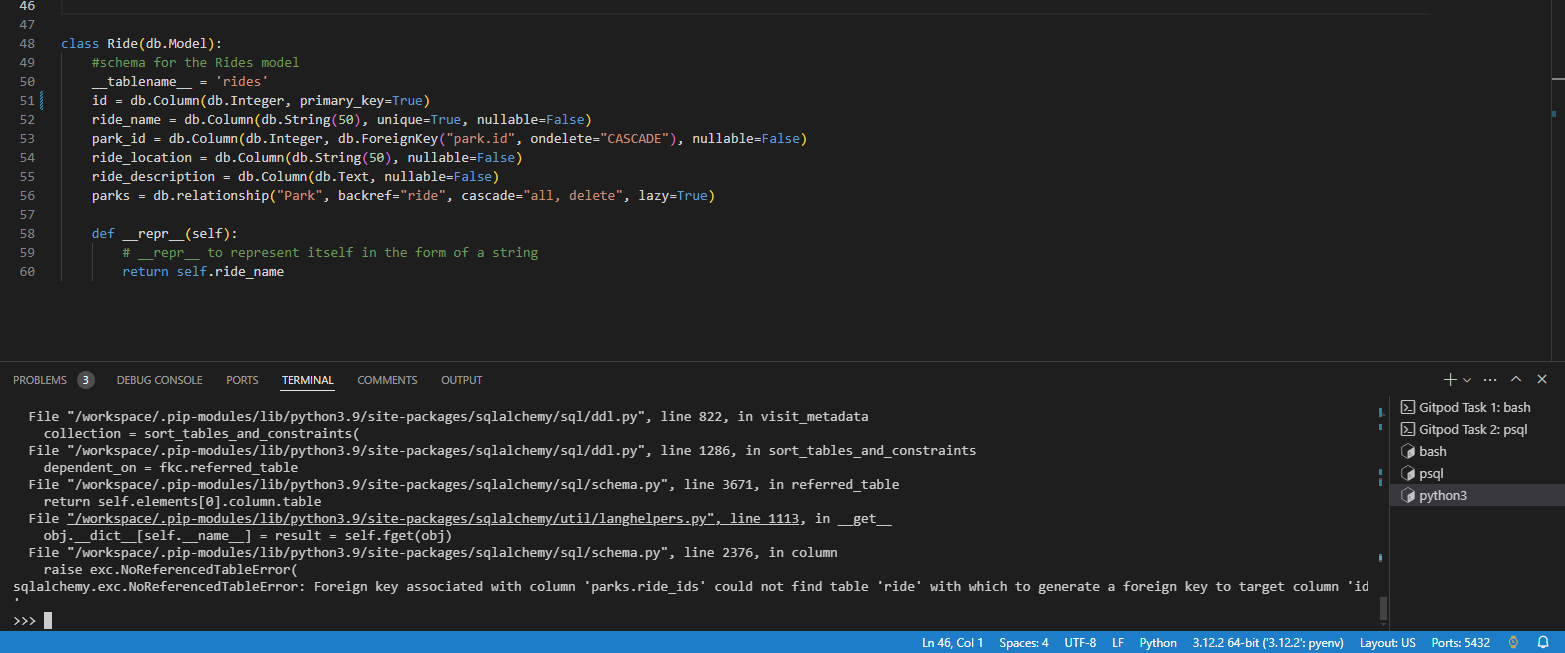 46
47
48 class Ride(db.Model):
49 #schema for the Rides model
50 __tablename__ = 'rides'
51 id = db.Column(db.Integer, primary_key=True)
52 ride_name = db.Column(db.String(50), unique=True, nullable=False)
53 park_id = db.Column(db.Integer, db.ForeignKey("park.id", ondelete="CASCADE"), nullable=False)
54 ride_location = db.Column(db.String(50), nullable=False)
55 ride_description = db.Column(db.Text, nullable=False)
56 parks = db.relationship("Park", backref="ride", cascade="all, delete", lazy=True)
57
58 def __repr__(self):
59 # __repr__ to represent itself in the form of a string
60 return self.ride_name
PROBLEMS 3 DEBUG CONSOLE PORTS TERMINAL COMMENTS OUTPUT
File "/workspace/.pip-modules/lib/python3.9/site-packages/sqlalchemy/sql/ddl.py", line 822, in visit_metadata
collection = sort_tables_and_constraints(
File "/workspace/.pip-modules/lib/python3.9/site-packages/sqlalchemy/sql/ddl.py", line 1286, in sort_tables_and_constraints
dependent_on = fkc.referred_table
File "/workspace/.pip-modules/lib/python3.9/site-packages/sqlalchemy/sql/schema.py", line 3671, in referred_table
return self.elements[0].column.table
File "/workspace/.pip-modules/lib/python3.9/site-packages/sqlalchemy/util/langhelpers.py", line 1113, in __get__
obj.__dict__[self.__name__] = result = self.fget(obj)
File "/workspace/.pip-modules/lib/python3.9/site-packages/sqlalchemy/sql/schema.py", line 2376, in column
raise exc.NoReferencedTableError(
sqlalchemy.exc.NoReferencedTableError: Foreign key associated with column 'parks.ride_ids' could not find table 'ride' with which to generate a foreign key to target column 'id
'
>>>
Gitpod Task 1: bash
Gitpod Task 2: psql
bash
psql
python3
Ln 46, Col 1 Spaces: 4 UTF-8 LF Python 3.12.2 64-bit ('3.12.2': pyenv) Layout: US Ports: 5432